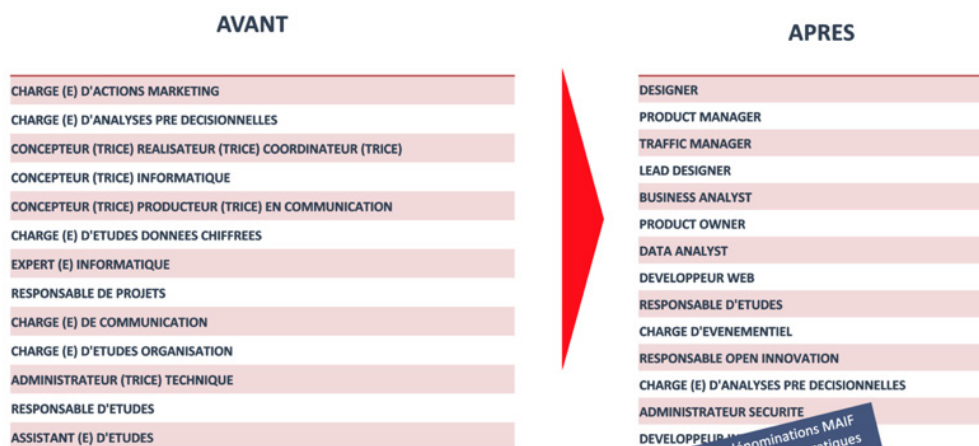 AVANT
CHARGE (E) D'ACTIONS MARKETING
CHARGE (E) D'ANALYSES PRE DECISIONNELLES
CONCEPTEUR (TRICE) REALISATEUR (TRICE) COORDINATEUR (TRICE)
CONCEPTEUR (TRICE) INFORMATIQUE
CONCEPTEUR (TRICE) PRODUCTEUR (TRICE) EN COMMUNICATION
CHARGE (E) D'ETUDES DONNEES CHIFFREES
EXPERT (E) INFORMATIQUE
RESPONSABLE DE PROJETS
CHARGE (E) DE COMMUNICATION
CHARGE (E) D'ETUDES ORGANISATION
ADMINISTRATEUR (TRICE) TECHNIQUE
RESPONSABLE D'ETUDES
ASSISTANT (E) D'ETUDES
APRES
DESIGNER
PRODUCT MANAGER
TRAFFIC MANAGER
LEAD DESIGNER
BUSINESS ANALYST
PRODUCT OWNER
DATA ANALYST
DEVELOPPEUR WEB
RESPONSABLE D'ETUDES
CHARGE D'EVENEMENTIEL
RESPONSABLE OPEN INNOVATION
CHARGE (E) D'ANALYSES PRE DECISIONNELLES
ADMINISTRATEUR SECURITE
DEVELOPPEUR
MAIF